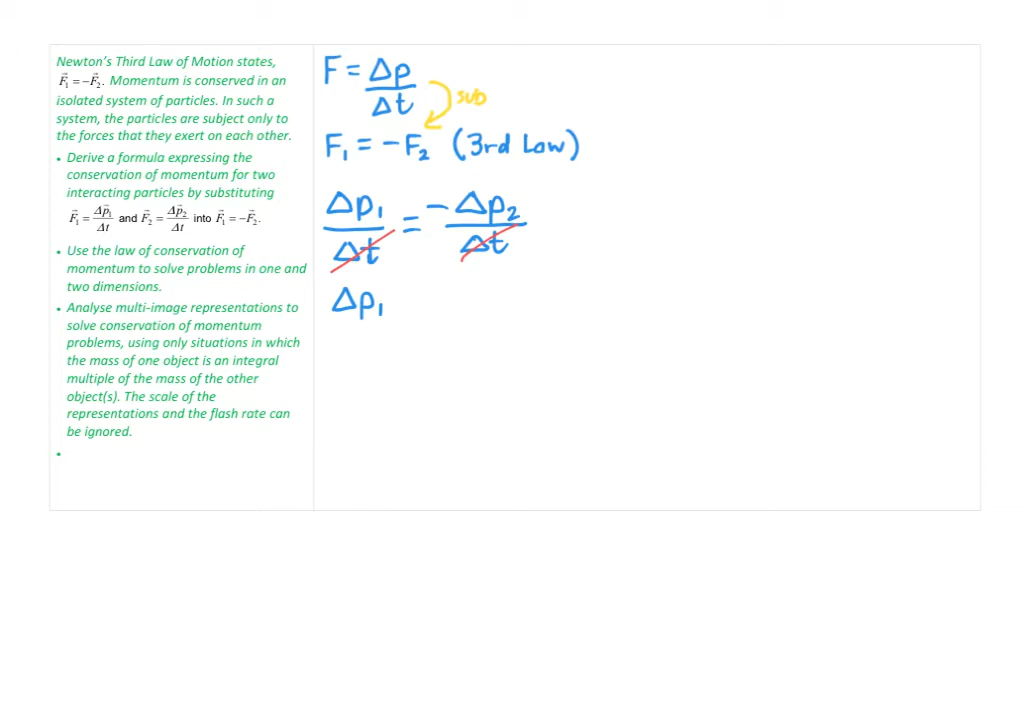 Newton's Third Law of Motion states,
F⃗₁ = −F⃗₂. Momentum is conserved in an
isolated system of particles. In such a
system, the particles are subject only to
the forces that they exert on each other.
• Derive a formula expressing the
conservation of momentum for two
interacting particles by substituting
F⃗₁ = Δp⃗₁/Δt and F⃗₂ = Δp⃗₂/Δt into F⃗₁ = −F⃗₂.
• Use the law of conservation of
momentum to solve problems in one and
two dimensions.
• Analyse multi-image representations to
solve conservation of momentum
problems, using only situations in which
the mass of one object is an integral
multiple of the mass of the other
object(s). The scale of the
representations and the flash rate can
be ignored.
•
F = Δp/Δt
sub
F₁ = −F₂ (3rd Law)
Δp₁/Δt = −Δp₂/Δt
Δp₁